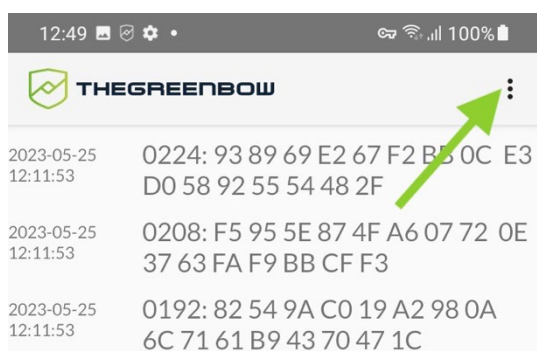 12:49 100%
THEGREENBOW
2023-05-25 0224: 93 89 69 E2 67 F2 BB 0C E3
12:11:53 D0 58 92 55 54 48 2F
2023-05-25 0208: F5 95 5E 87 4F A6 07 72 0E
12:11:53 37 63 FA F9 BB CF F3
2023-05-25 0192: 82 54 9A C0 19 A2 98 0A
12:11:53 6C 71 61 B9 43 70 47 1C